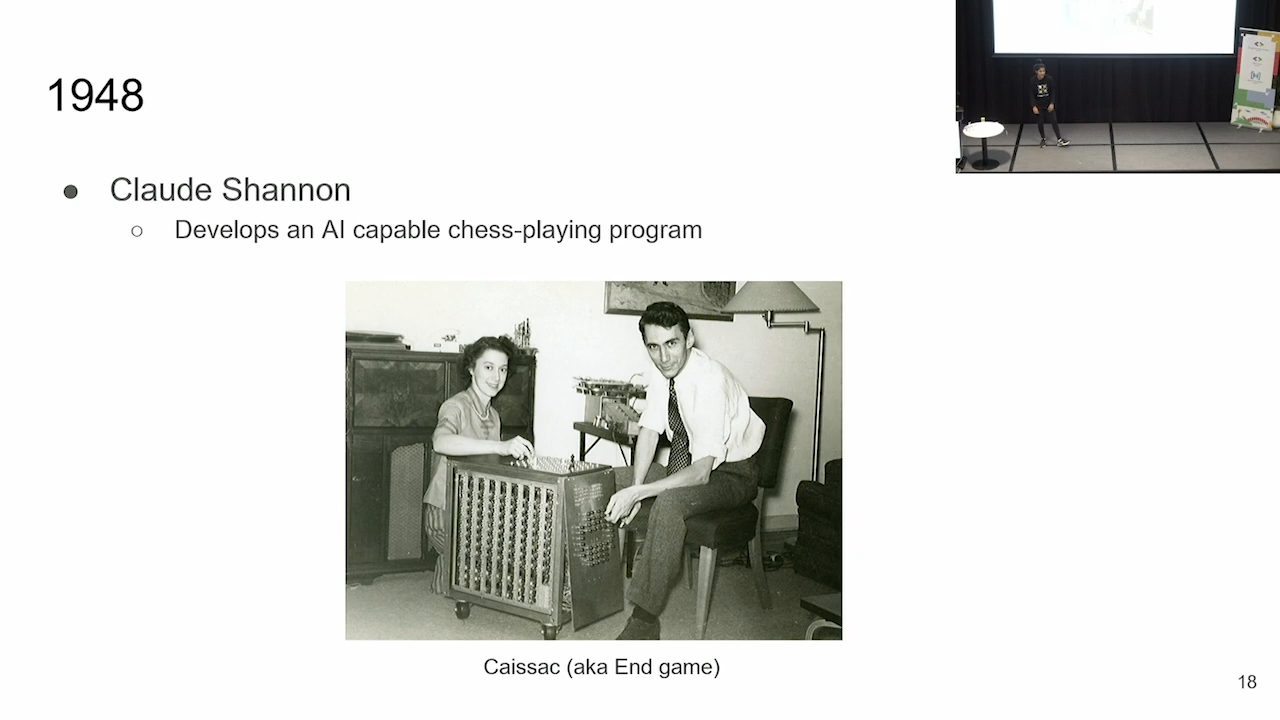 1948
Claude Shannon
Develops an AI capable chess-playing program
Caissac (aka End game)
18